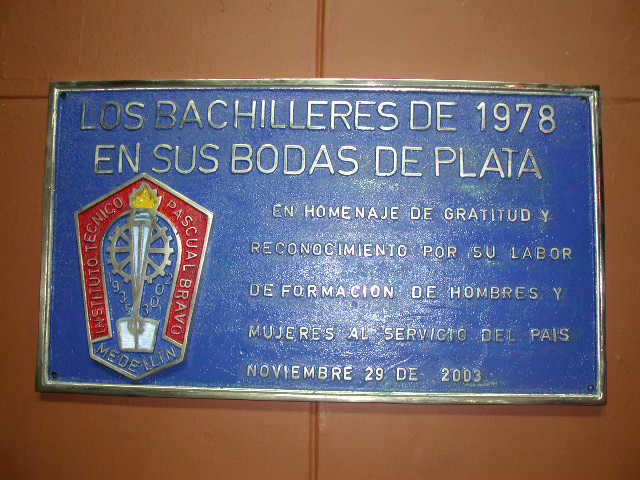 LOS BACHILLERES DE 1978
EN SUS BODAS DE PLATA
EN HOMENAJE DE GRATITUD Y
RECONOCIMIENTO POR SU LABOR
DE FORMACION DE HOMBRES Y
MUJERES AL SERVICIO DEL PAIS
NOVIEMBRE 29 DE 2003
INSTITUTO TECNICO
PASCUAL BRAVO